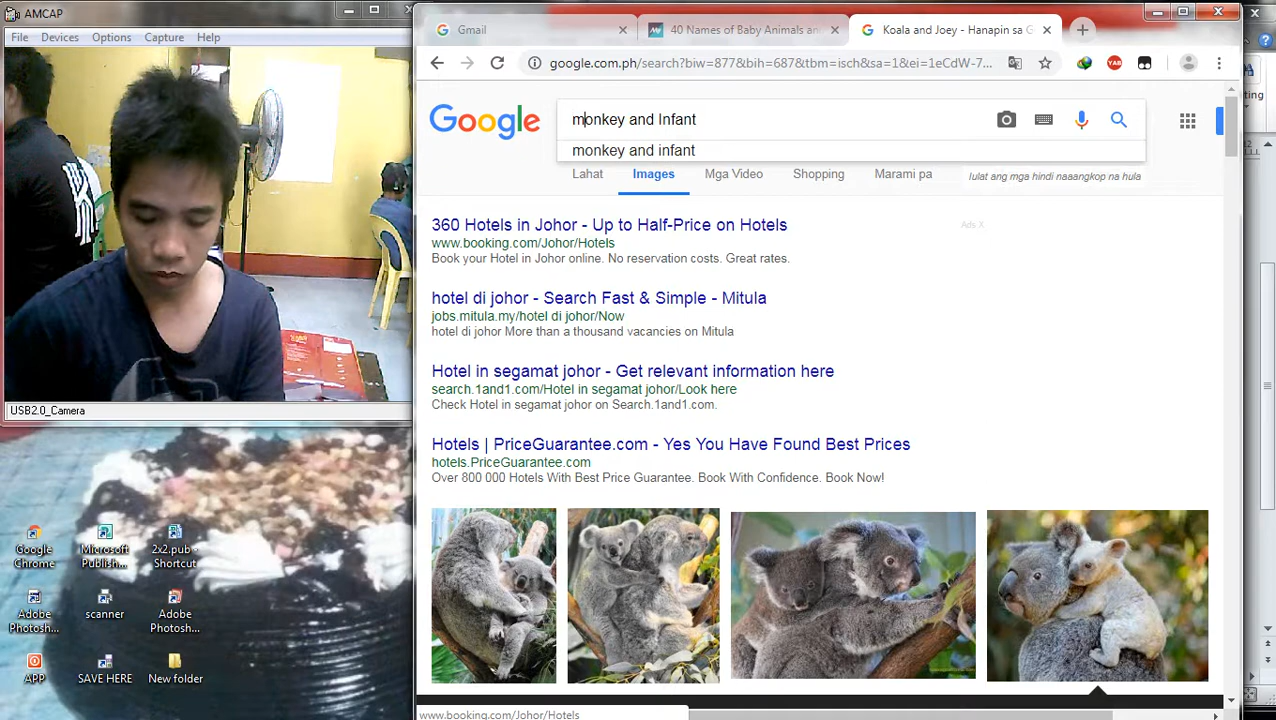 AMCAP
File Devices Options Capture Help
USB2.0_Camera
Google Chrome
Microsoft Publish...
2x2.pub - Shortcut
Adobe Photosh...
scanner
Adobe Photosh...
APP
SAVE HERE
New folder
Gmail
40 Names of Baby Animals an
Koala and Joey - Hanapin sa G
google.com.ph/search?biw=877&bih=687&tbm=isch&sa=1&ei=1eCdW-7...
YAB
Google
monkey and Infant
monkey and infant
Lahat Images Mga Video Shopping Marami pa
Iulat ang mga hindi naaangkop na hula
360 Hotels in Johor - Up to Half-Price on Hotels
Ads X
www.booking.com/Johor/Hotels
Book your Hotel in Johor online. No reservation costs. Great rates.
hotel di johor - Search Fast & Simple - Mitula
jobs.mitula.my/hotel di johor/Now
hotel di johor More than a thousand vacancies on Mitula
Hotel in segamat johor - Get relevant information here
search.1and1.com/Hotel in segamat johor/Look here
Check Hotel in segamat johor on Search.1and1.com.
Hotels | PriceGuarantee.com - Yes You Have Found Best Prices
hotels.PriceGuarantee.com
Over 800 000 Hotels With Best Price Guarantee. Book With Confidence. Book Now!
www.booking.com/Johor/Hotels
ting